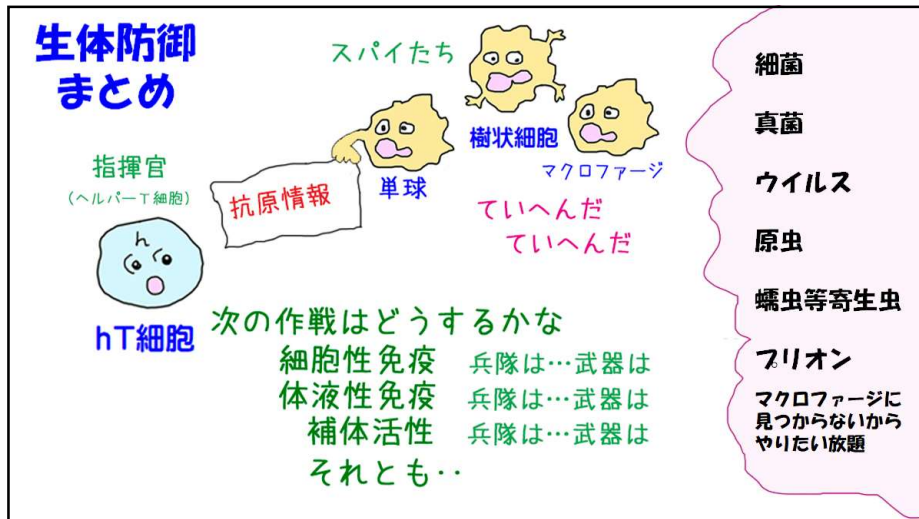 生体防御
まとめ
スパイたち
樹状細胞
単球
マクロファージ
指揮官
(ヘルパーT細胞)
抗原情報
ていへんだ
ていへんだ
ん
hT細胞
次の作戦はどうするかな
細胞性免疫 兵隊は…武器は
体液性免疫 兵隊は…武器は
補体活性 兵隊は…武器は
それとも‥
細菌
真菌
ウイルス
原虫
蠕虫等寄生虫
プリオン
マクロファージに
見つからないから
やりたい放題